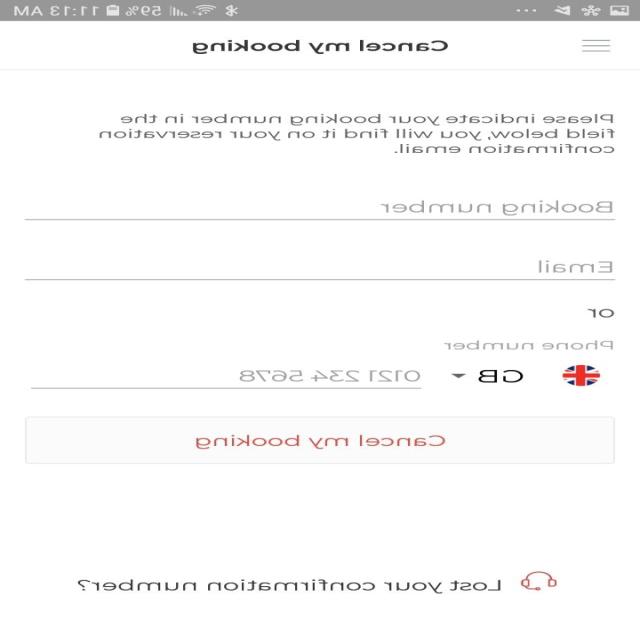 11:13 AM 59%
Cancel my booking
Please indicate your booking number in the
field below, you will find it on your reservation
confirmation email.
Booking number
Email
or
Phone number
GB 0121 234 5678
Cancel my booking
Lost your confirmation number?